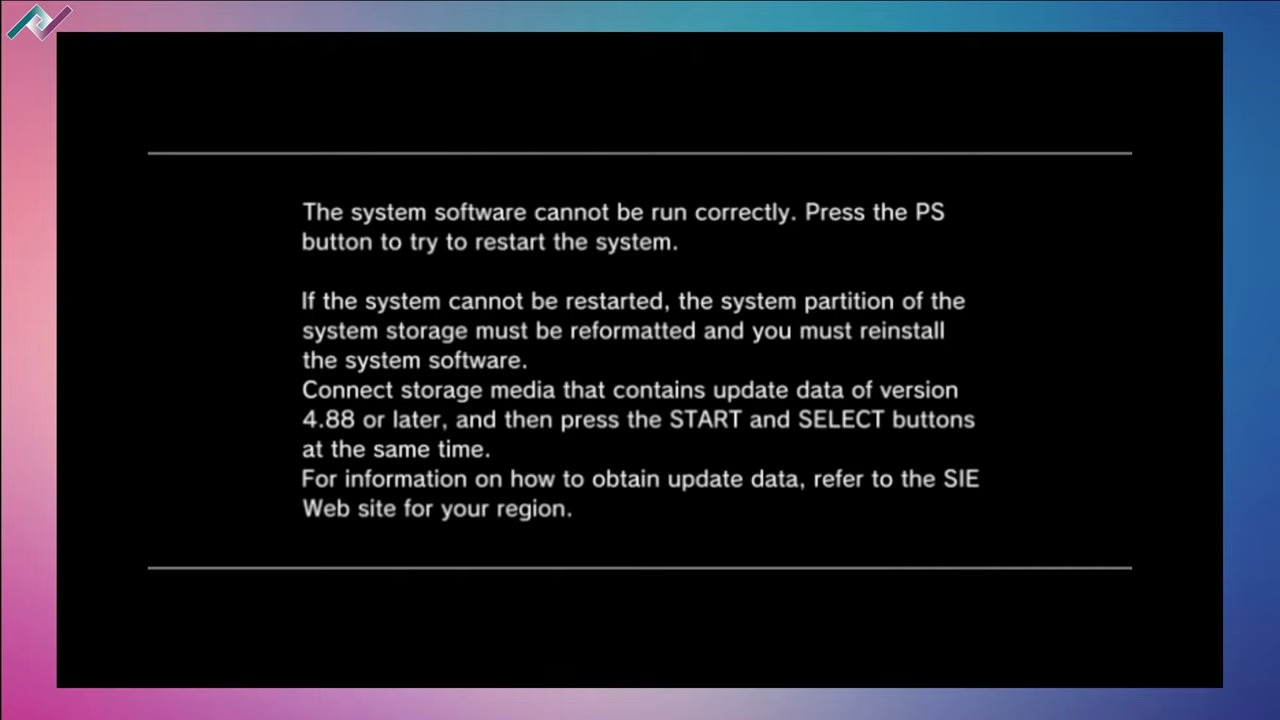 The system software cannot be run correctly. Press the PS
button to try to restart the system.
If the system cannot be restarted, the system partition of the
system storage must be reformatted and you must reinstall
the system software.
Connect storage media that contains update data of version
4.88 or later, and then press the START and SELECT buttons
at the same time.
For information on how to obtain update data, refer to the SIE
Web site for your region.